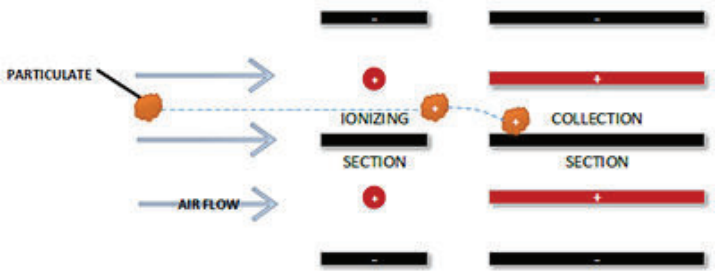 - -
PARTICULATE
+ +
+
+
IONIZING COLLECTION
SECTION SECTION
AIR FLOW
+ +
- -